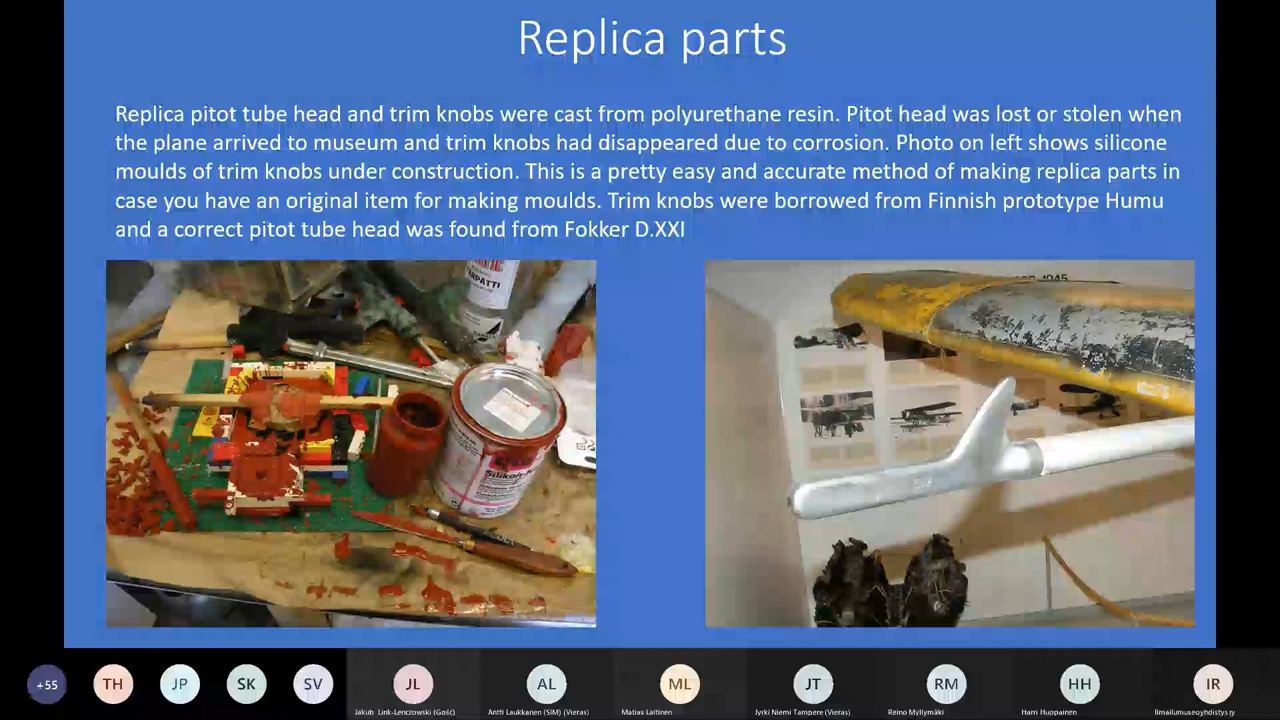 Replica parts
Replica pitot tube head and trim knobs were cast from polyurethane resin. Pitot head was lost or stolen when
the plane arrived to museum and trim knobs had disappeared due to corrosion. Photo on left shows silicone
moulds of trim knobs under construction. This is a pretty easy and accurate method of making replica parts in
case you have an original item for making moulds. Trim knobs were borrowed from Finnish prototype Humu
and a correct pitot tube head was found from Fokker D.XXI
+55
TH
JP
SK
SV
JL
AL
ML
JT
RM
HH
IR
Jakub Link-Lenczowski (Gość)
Antti Laukkanen (SIM) (Vieras)
Matias Laitinen
Jyrki Niemi Tampere (Vieras)
Reino Myllymäki
Harri Huopainen
Ilmailumuseoyhdistys ry